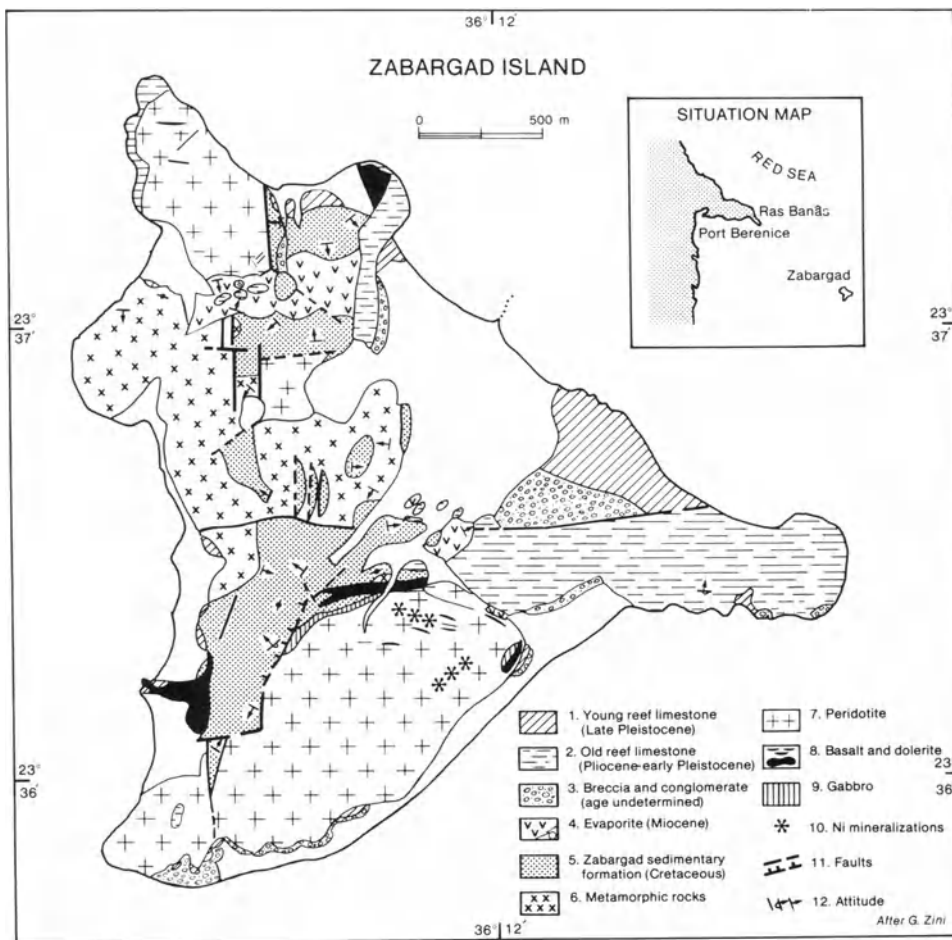 36° 12'
ZABARGAD ISLAND
0 500 m
SITUATION MAP
RED SEA
Ras Banās
Port Berenice
Zabargad
23°
37'
23°
37'
1. Young reef limestone
(Late Pleistocene)
2. Old reef limestone
(Pliocene-early Pleistocene)
3. Breccia and conglomerate
(age undetermined)
4. Evaporite (Miocene)
5. Zabargad sedimentary
formation (Cretaceous)
6. Metamorphic rocks
7. Peridotite
8. Basalt and dolerite
9. Gabbro
10. Ni mineralizations
11. Faults
12. Attitude
23°
36'
23°
36'
36° 12'
After G. Zini